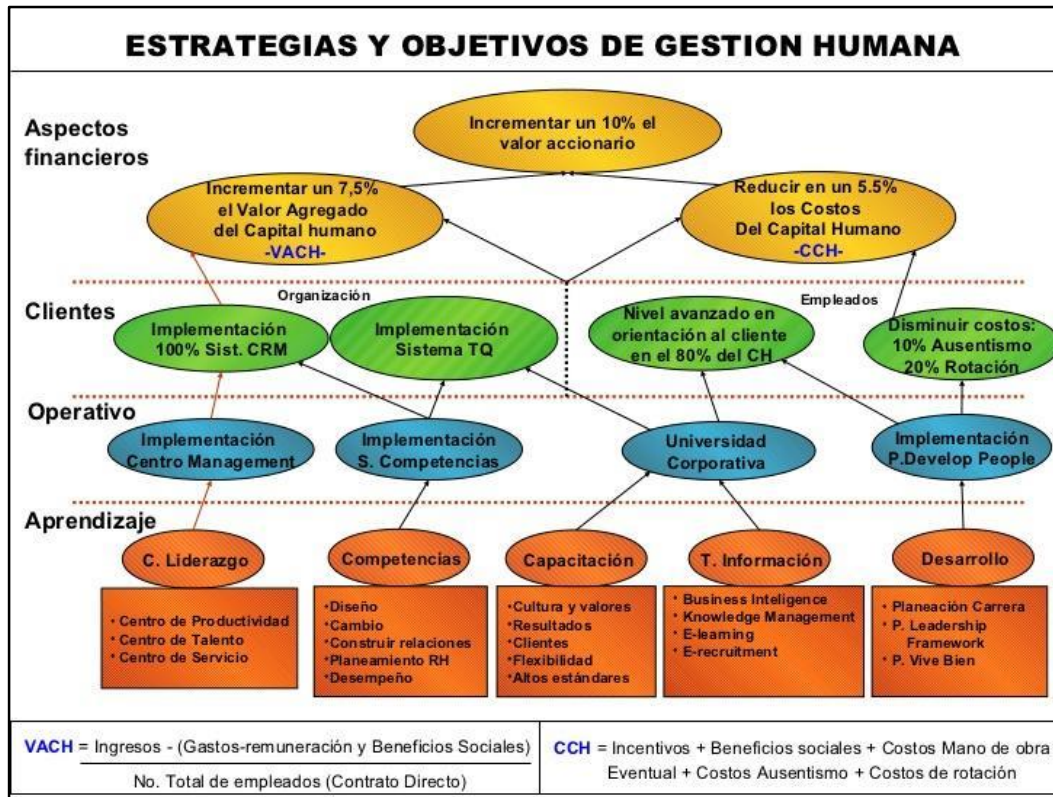 ESTRATEGIAS Y OBJETIVOS DE GESTION HUMANA
Aspectos
financieros
Incrementar un 10% el
valor accionario
Incrementar un 7,5%
el Valor Agregado
del Capital humano
-VACH-
Reducir en un 5.5%
los Costos
Del Capital Humano
-CCH-
Clientes
Organización
Empleados
Implementación
100% Sist. CRM
Implementación
Sistema TQ
Nivel avanzado en
orientación al cliente
en el 80% del CH
Disminuir costos:
10% Ausentismo
20% Rotación
Operativo
Implementación
Centro Management
Implementación
S. Competencias
Universidad
Corporativa
Implementación
P.Develop People
Aprendizaje
C. Liderazgo
Competencias
Capacitación
T. Información
Desarrollo
• Centro de Productividad
• Centro de Talento
• Centro de Servicio
•Diseño
•Cambio
•Construir relaciones
•Planeamiento RH
•Desempeño
•Cultura y valores
•Resultados
•Clientes
•Flexibilidad
•Altos estándares
• Business Inteligence
• Knowledge Management
• E-learning
• E-recruitment
• Planeación Carrera
• P. Leadership
Framework
• P. Vive Bien
VACH = Ingresos - (Gastos-remuneración y Beneficios Sociales)
No. Total de empleados (Contrato Directo)
CCH = Incentivos + Beneficios sociales + Costos Mano de obra
Eventual + Costos Ausentismo + Costos de rotación